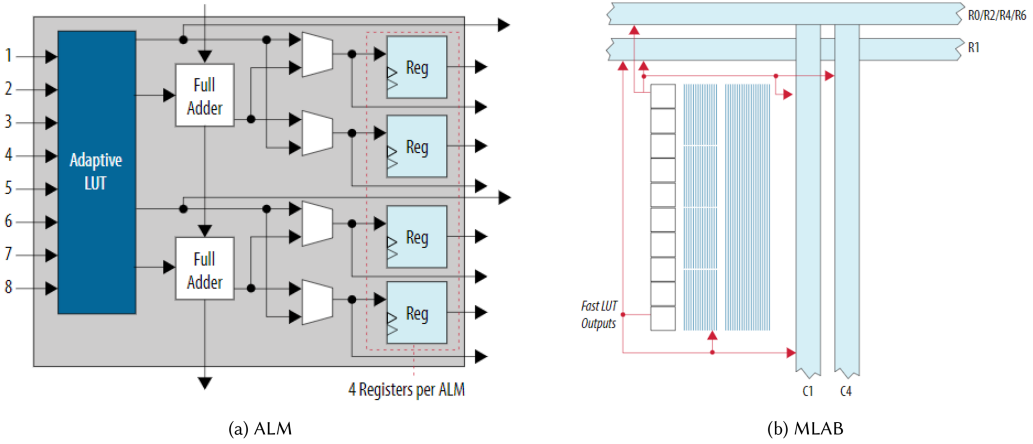 1
2
3
4
5
6
7
8
Adaptive
LUT
Full
Adder
Full
Adder
Reg
Reg
Reg
Reg
4 Registers per ALM
(a) ALM
R0/R2/R4/R6
R1
Fast LUT
Outputs
C1
C4
(b) MLAB